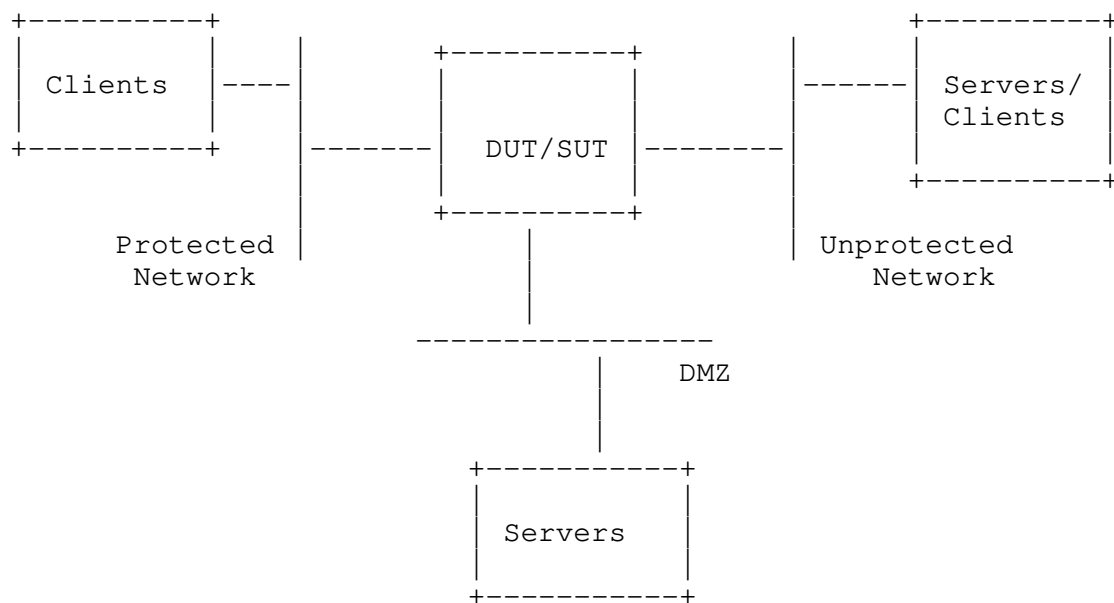 Clients
DUT/SUT
Servers/
Clients
Protected
Network
Unprotected
Network
DMZ
Servers